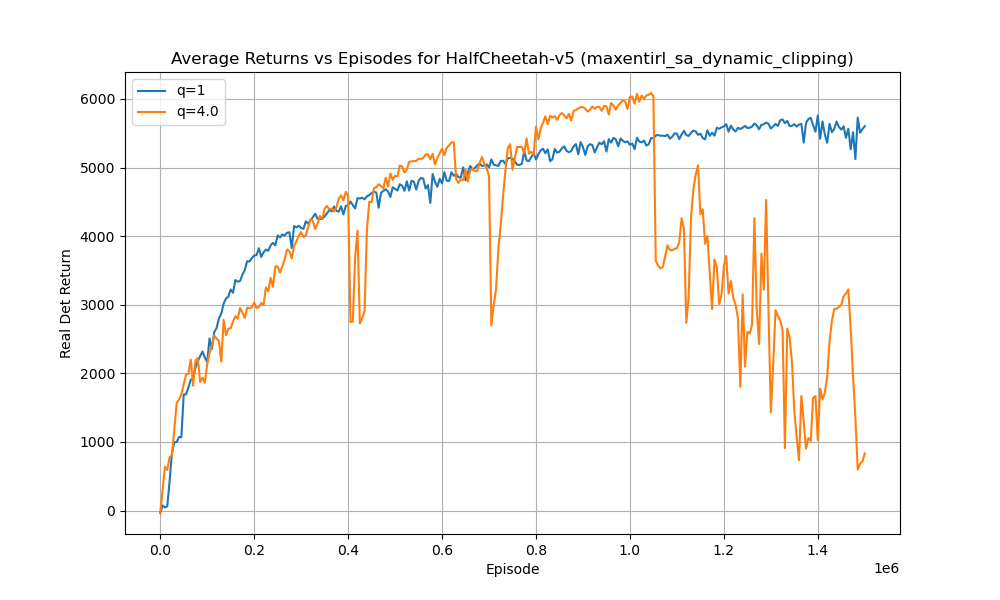 Average Returns vs Episodes for HalfCheetah-v5 (maxentirl_sa_dynamic_clipping)
q=1
q=4.0
6000
5000
4000
3000
2000
1000
0
Real Det Return
0.0 0.2 0.4 0.6 0.8 1.0 1.2 1.4
1e6
Episode